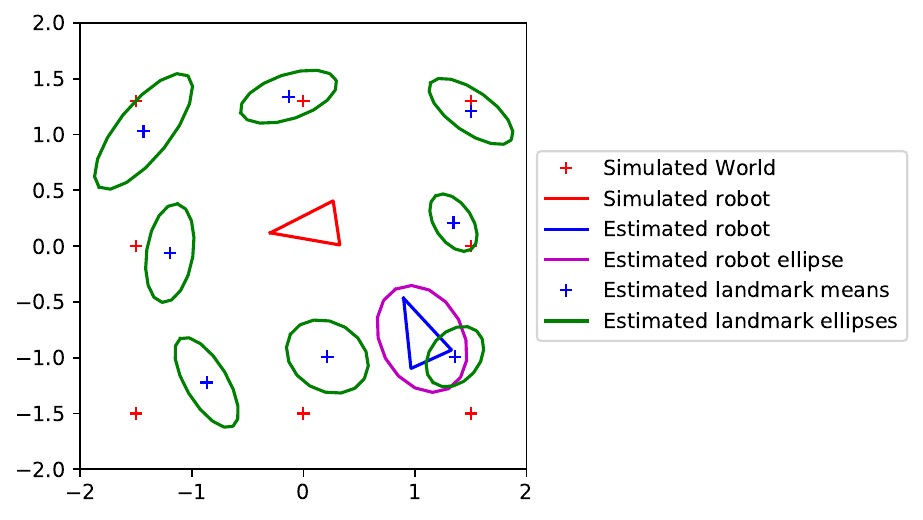 2.0
1.5
1.0
0.5
0.0
−0.5
−1.0
−1.5
−2.0
−2 −1 0 1 2
Simulated World
Simulated robot
Estimated robot
Estimated robot ellipse
Estimated landmark means
Estimated landmark ellipses